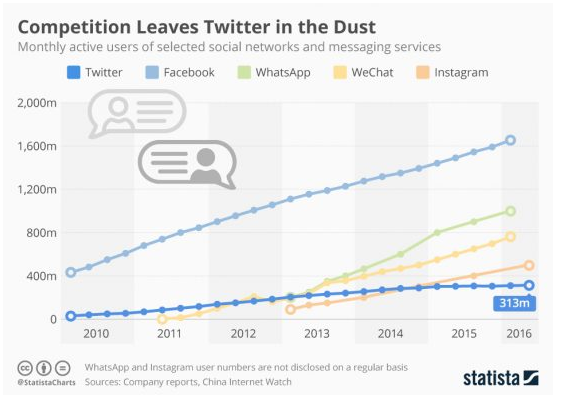 Competition Leaves Twitter in the Dust
Monthly active users of selected social networks and messaging services
Twitter Facebook WhatsApp WeChat Instagram
2,000m
1,600m
1,200m
800m
400m
0
313m
2010 2011 2012 2013 2014 2015 2016
WhatsApp and Instagram user numbers are not disclosed on a regular basis
@StatistaCharts Sources: Company reports, China Internet Watch
statista